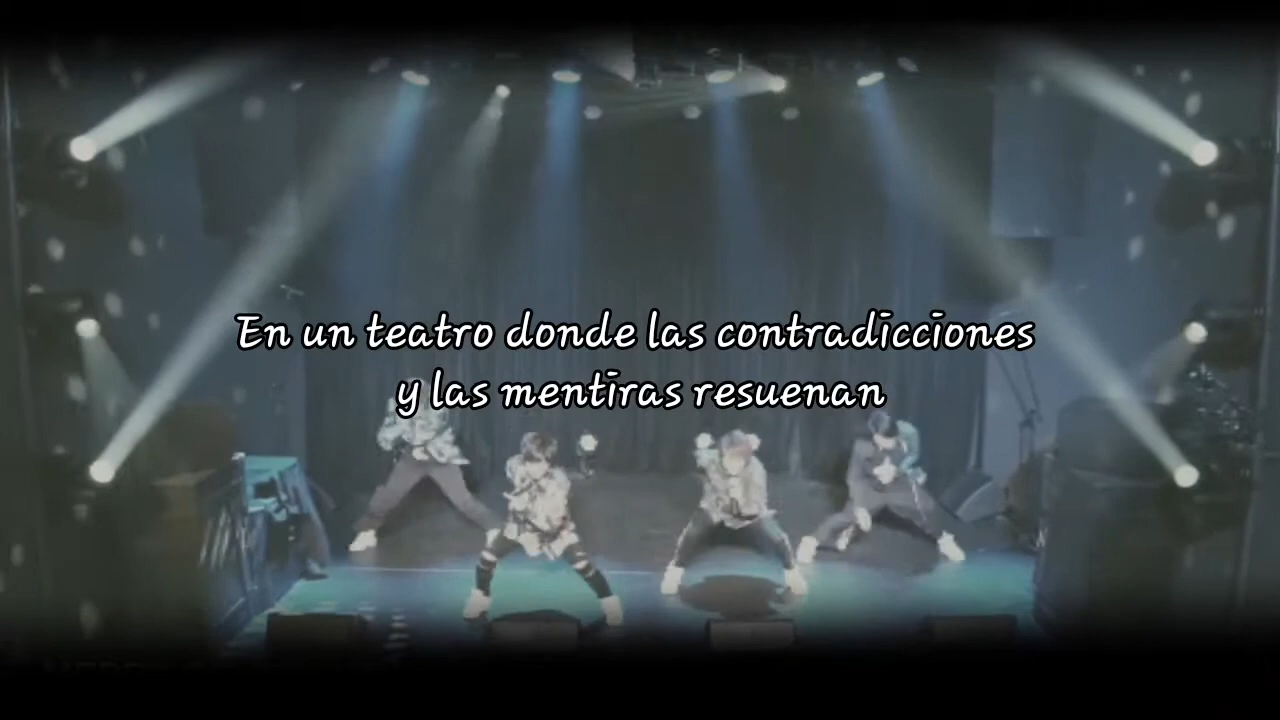 En un teatro donde las contradicciones
y las mentiras resuenan